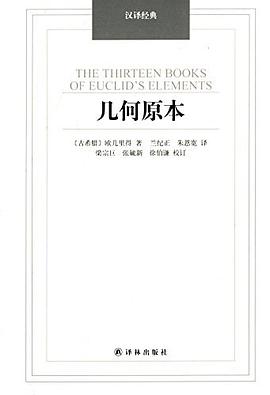 汉译经典
THE THIRTEEN BOOKS
OF EUCLID'S ELEMENTS
几何原本
〔古希腊〕欧几里得 著 兰纪正 朱恩宽 译
梁宗巨 张毓新 徐伯谦 校订
译林出版社